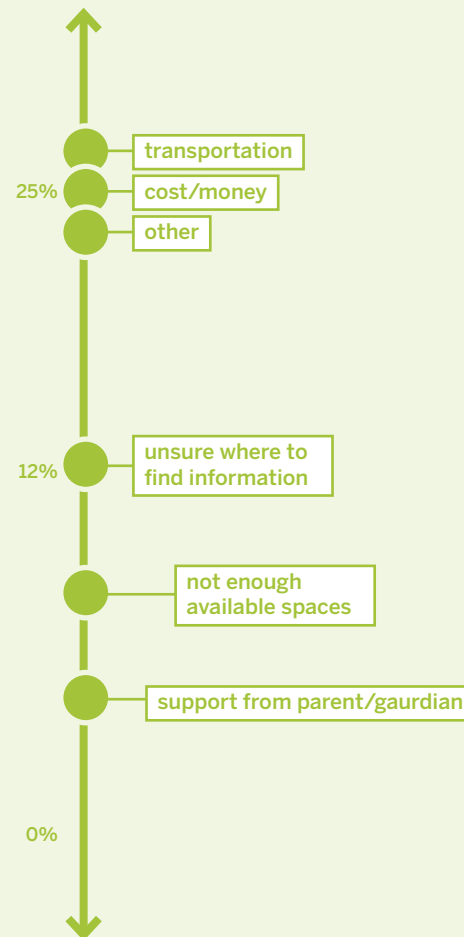 transportation
25%
cost/money
other
unsure where to
find information
12%
not enough
available spaces
support from parent/gaurdian
0%